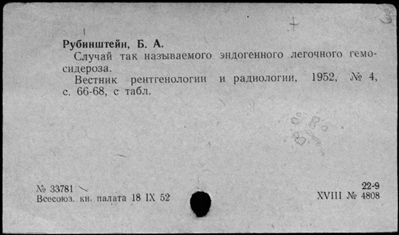 Рубинштейн, Б. А.
Случай так называемого эндогенного легочного гемо-
сидероза.
Вестник рентгенологии и радиологии, 1952, № 4,
с. 66-68, с табл.
№ 33781
Всесоюз. кн. палата 18 IX 52
22-9
XVIII № 4808